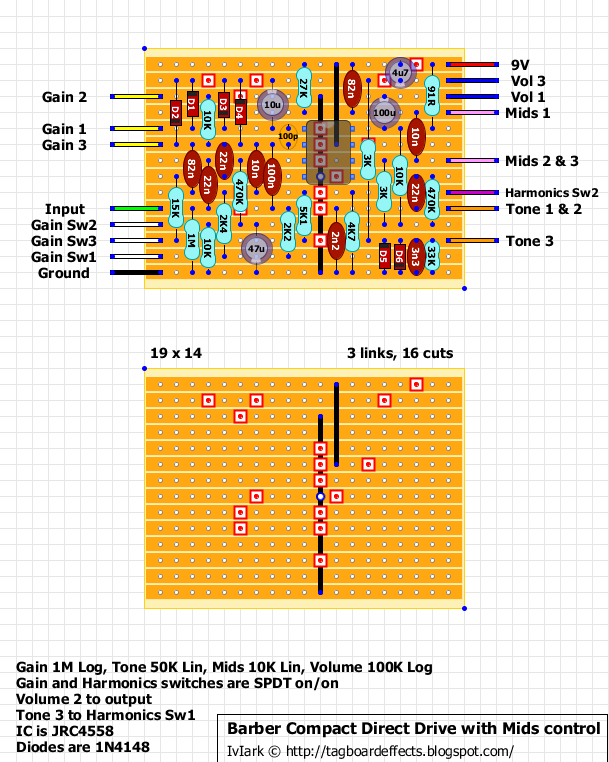 9V
Vol 3
Vol 1
Mids 1
Mids 2 & 3
Harmonics Sw2
Tone 1 & 2
Tone 3
Gain 2
Gain 1
Gain 3
Input
Gain Sw2
Gain Sw3
Gain Sw1
Ground
D2
D1
10K
D3
D4
10u
27K
82n
4u7
100u
91R
100p
10n
3K
82n
22n
22n
470K
10n
100n
3K
10K
22n
470K
15K
1M
10K
2K4
47u
2K2
5K1
2n2
4K7
D5
D6
3n3
33K
19 x 14
3 links, 16 cuts
Gain 1M Log, Tone 50K Lin, Mids 10K Lin, Volume 100K Log
Gain and Harmonics switches are SPDT on/on
Volume 2 to output
Tone 3 to Harmonics Sw1
IC is JRC4558
Diodes are 1N4148
Barber Compact Direct Drive with Mids control
IvIark © http://tagboardeffects.blogspot.com/